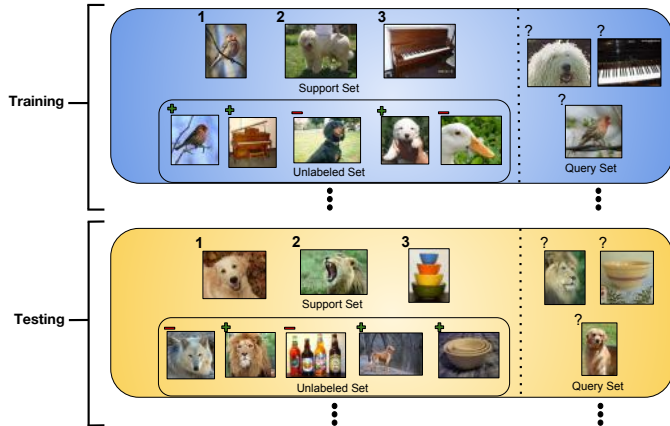 Training
1
2
3
Support Set
+
+
-
+
-
Unlabeled Set
?
?
?
Query Set
Testing
1
2
3
Support Set
-
+
-
+
+
Unlabeled Set
?
?
?
Query Set